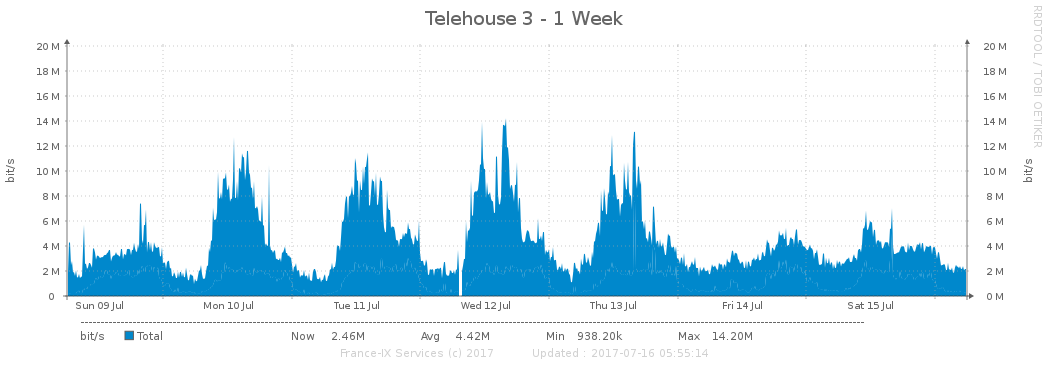 Telehouse 3 - 1 Week
RRDTOOL / TOBI OETIKER
20 M 20 M
18 M 18 M
16 M 16 M
14 M 14 M
12 M 12 M
10 M 10 M
8 M 8 M
6 M 6 M
4 M 4 M
2 M 2 M
0 0 M
bit/s
bit/s
Sun 09 Jul Mon 10 Jul Tue 11 Jul Wed 12 Jul Thu 13 Jul Fri 14 Jul Sat 15 Jul
bit/s Total Now 2.46M Avg 4.42M Min 938.20k Max 14.20M
France-IX Services (c) 2017 Updated : 2017-07-16 05:55:14